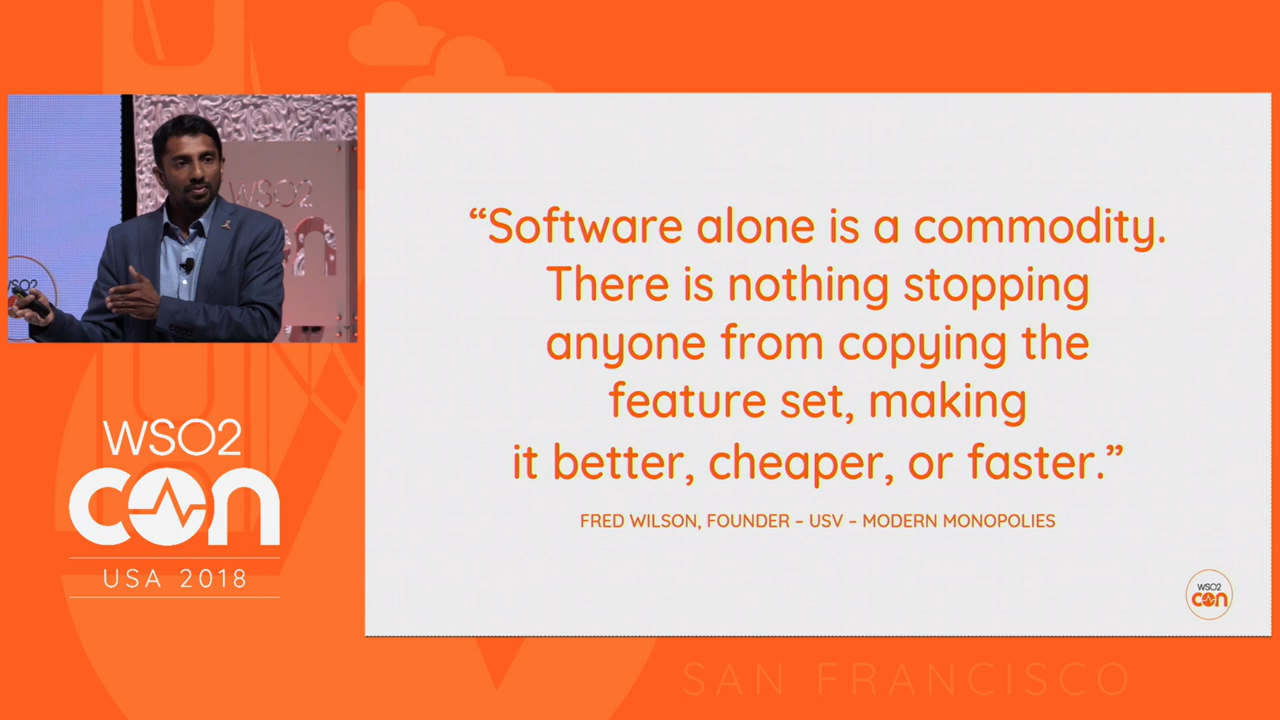 WSO2
WSO2
con
USA 2018
“Software alone is a commodity.
There is nothing stopping
anyone from copying the
feature set, making
it better, cheaper, or faster.”
FRED WILSON, FOUNDER – USV – MODERN MONOPOLIES
WSO2
con
SAN FRANCISCO